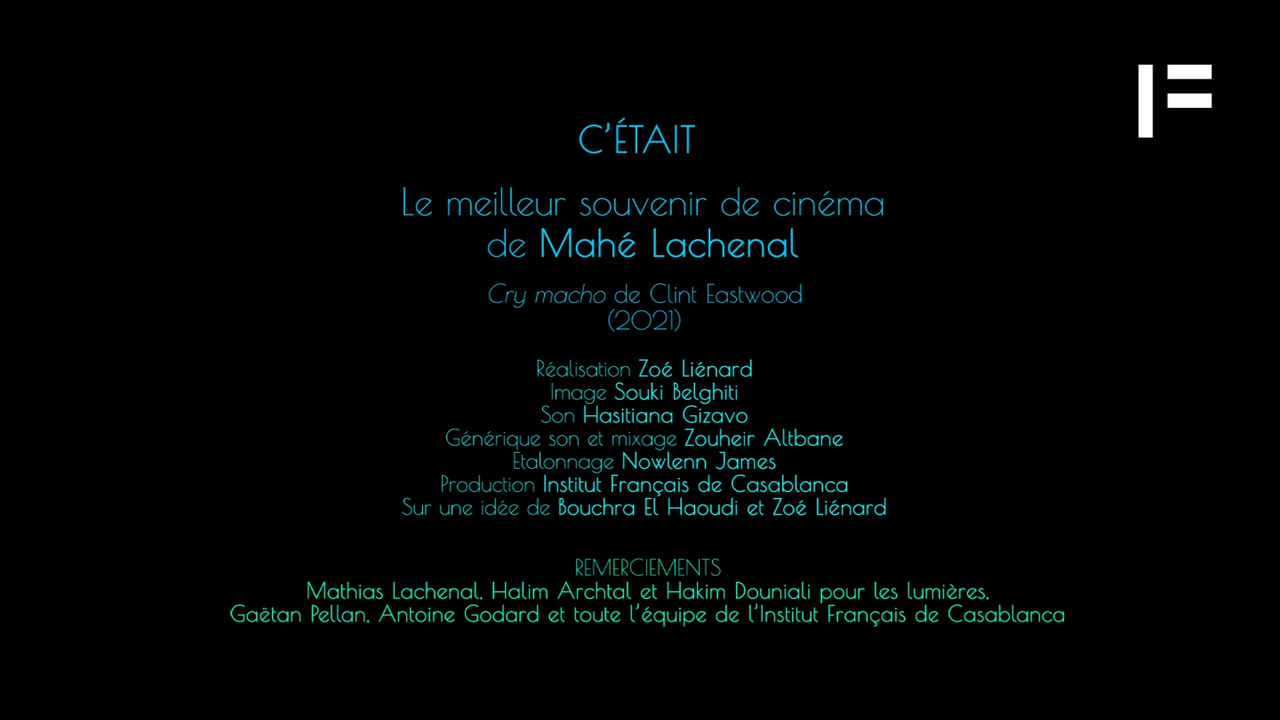 C'ÉTAIT
Le meilleur souvenir de cinéma
de Mahé Lachenal
Cry macho de Clint Eastwood
(2021)
Réalisation Zoé Liénard
Image Souki Belghiti
Son Hasitiana Gizavo
Générique son et mixage Zouheir Altbane
Etalonnage Nowlenn James
Production Institut Français de Casablanca
Sur une idée de Bouchra El Haoudi et Zoé Liénard
REMERCIEMENTS
Mathias Lachenal, Halim Archtal et Hakim Douniali pour les lumières,
Gaëtan Pellan, Antoine Godard et toute l'équipe de l'Institut Français de Casablanca